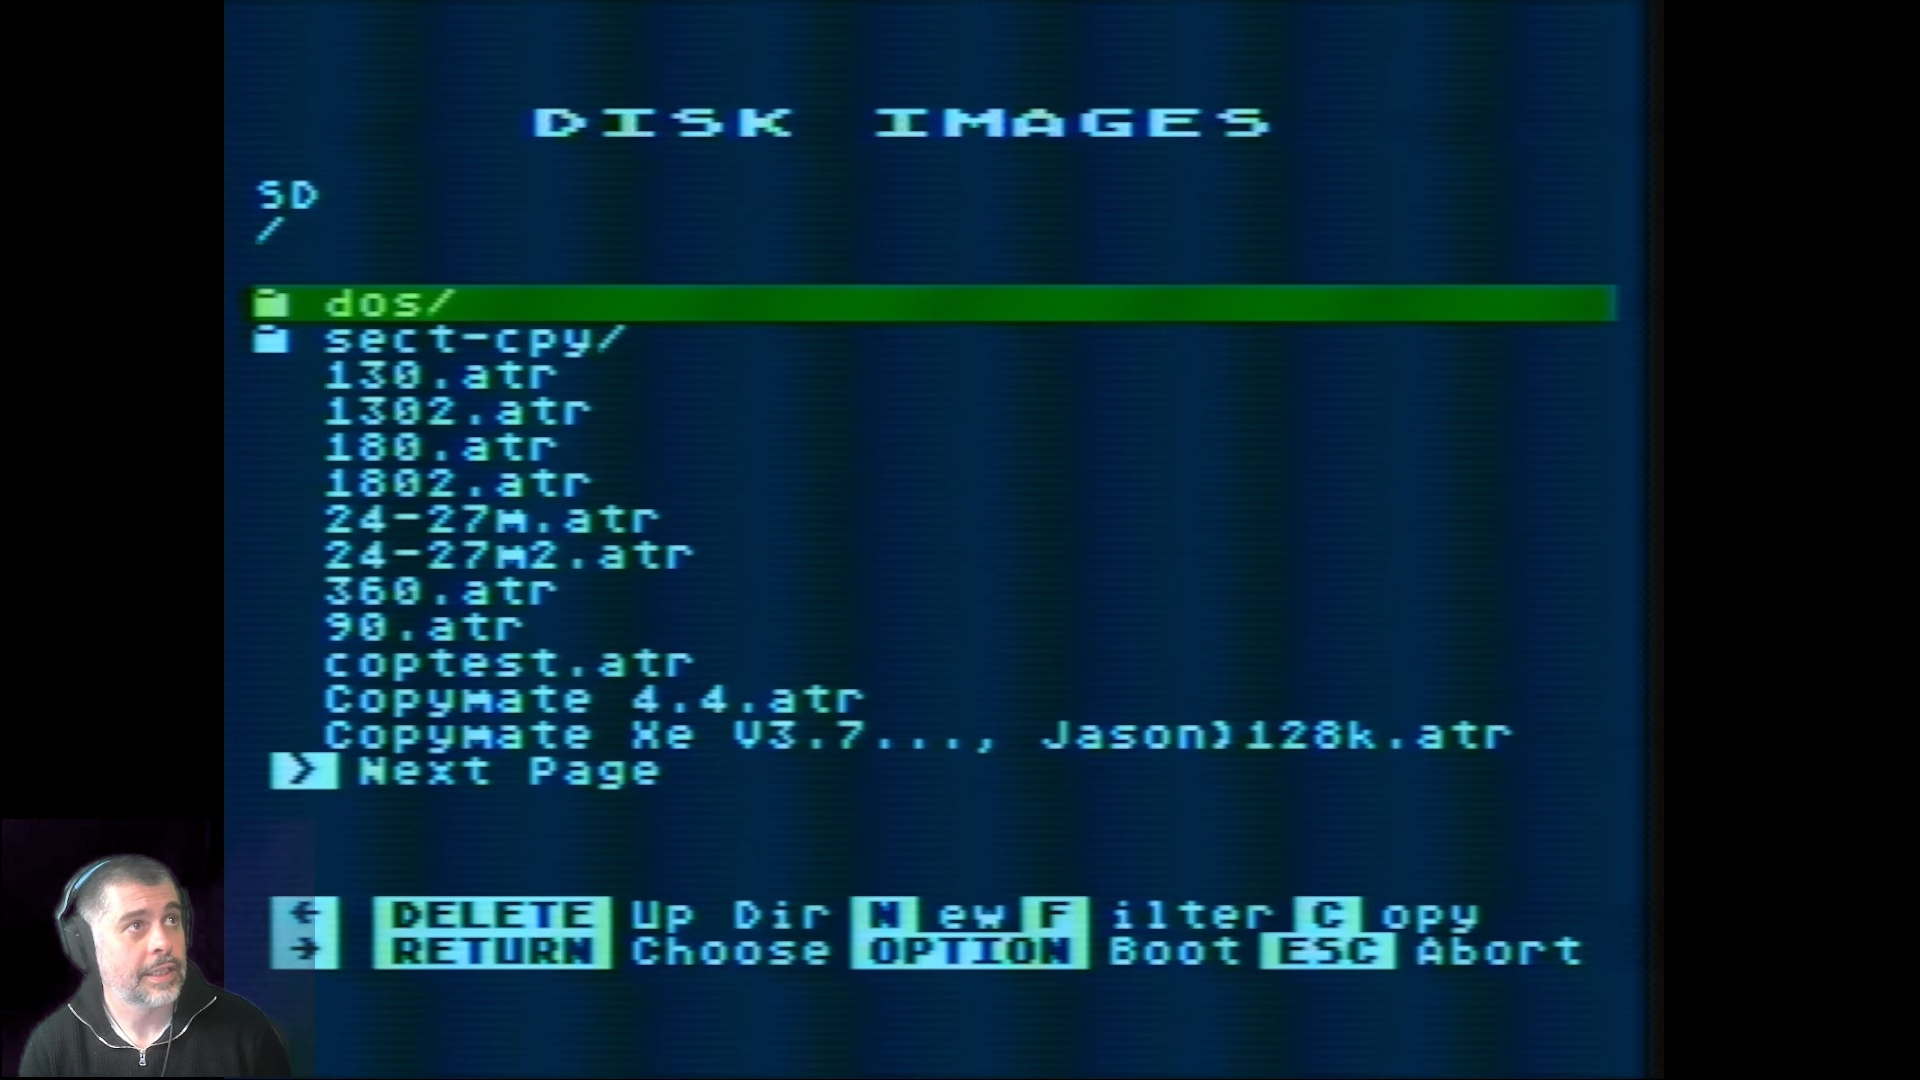 DISK IMAGES
SD
/
dos/
sect-cpy/
130.atr
1302.atr
180.atr
1802.atr
24-27M.atr
24-27M2.atr
360.atr
90.atr
coptest.atr
Copymate 4.4.atr
Copymate Xe V3.7..., Jason)128k.atr
> Next Page
← DELETE Up Dir N ew F ilter C opy
→ RETURN Choose OPTION Boot ESC Abort